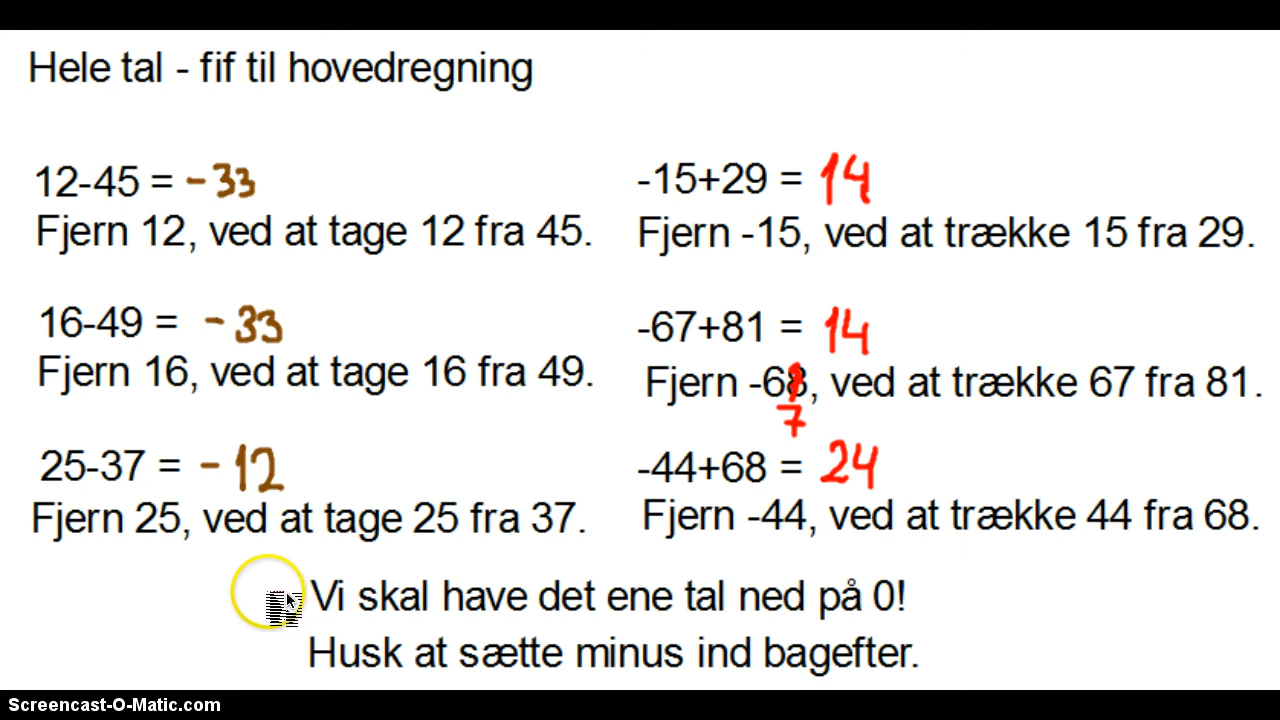 Hele tal - fif til hovedregning
12-45 = -33
Fjern 12, ved at tage 12 fra 45.
16-49 = -33
Fjern 16, ved at tage 16 fra 49.
25-37 = -12
Fjern 25, ved at tage 25 fra 37.
-15+29 = 14
Fjern -15, ved at trække 15 fra 29.
-67+81 = 14
Fjern -68, ved at trække 67 fra 81.
7
-44+68 = 24
Fjern -44, ved at trække 44 fra 68.
Vi skal have det ene tal ned på 0!
Husk at sætte minus ind bagefter.
Screencast-O-Matic.com